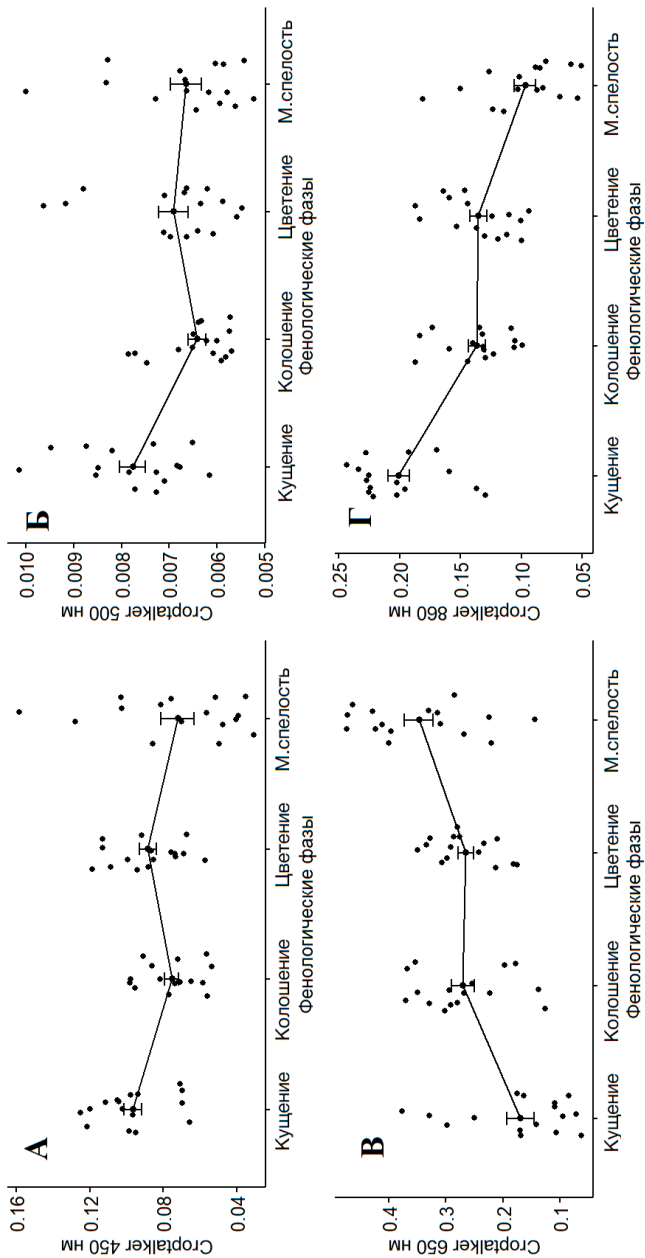 А
Croptalker 450 нм
0.16
0.12
0.08
0.04
Кущение Колошение Цветение М.спелость
Фенологические фазы
Б
Croptalker 500 нм
0.010
0.009
0.008
0.007
0.006
0.005
Кущение Колошение Цветение М.спелость
Фенологические фазы
В
Croptalker 650 нм
0.4
0.3
0.2
0.1
Кущение Колошение Цветение М.спелость
Фенологические фазы
Г
Croptalker 860 нм
0.25
0.20
0.15
0.10
0.05
Кущение Колошение Цветение М.спелость
Фенологические фазы